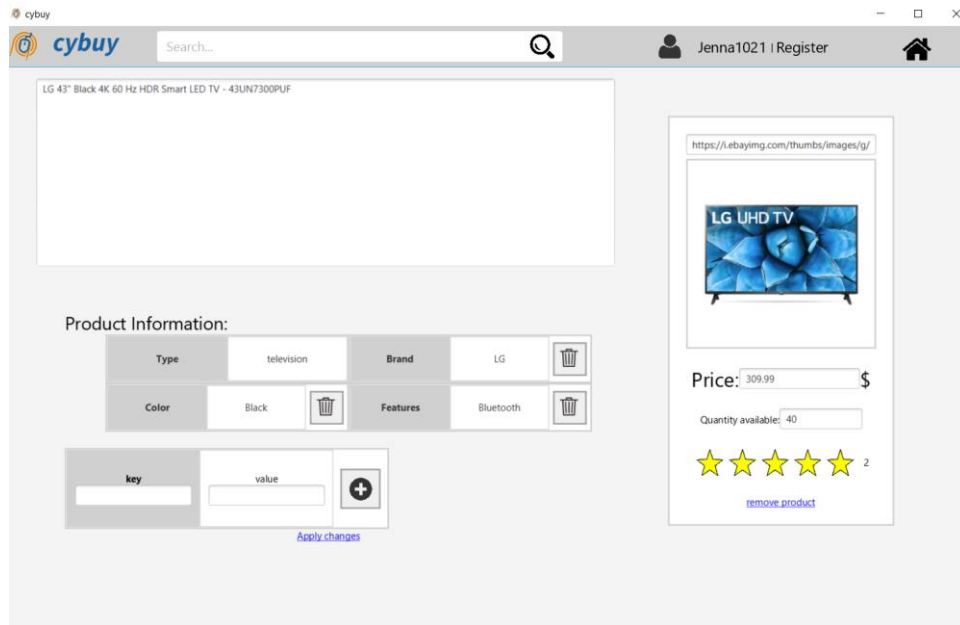 cybuy
cybuy
Search...
Jenna1021 | Register
LG 43" Black 4K 60 Hz HDR Smart LED TV - 43UN7300PUF
https://i.ebayimg.com/thumbs/images/g/
LG UHD TV
Product Information:
Type television Brand LG
Color Black Features Bluetooth
key value
Apply changes
Price: 309.99 $
Quantity available: 40
2
remove product